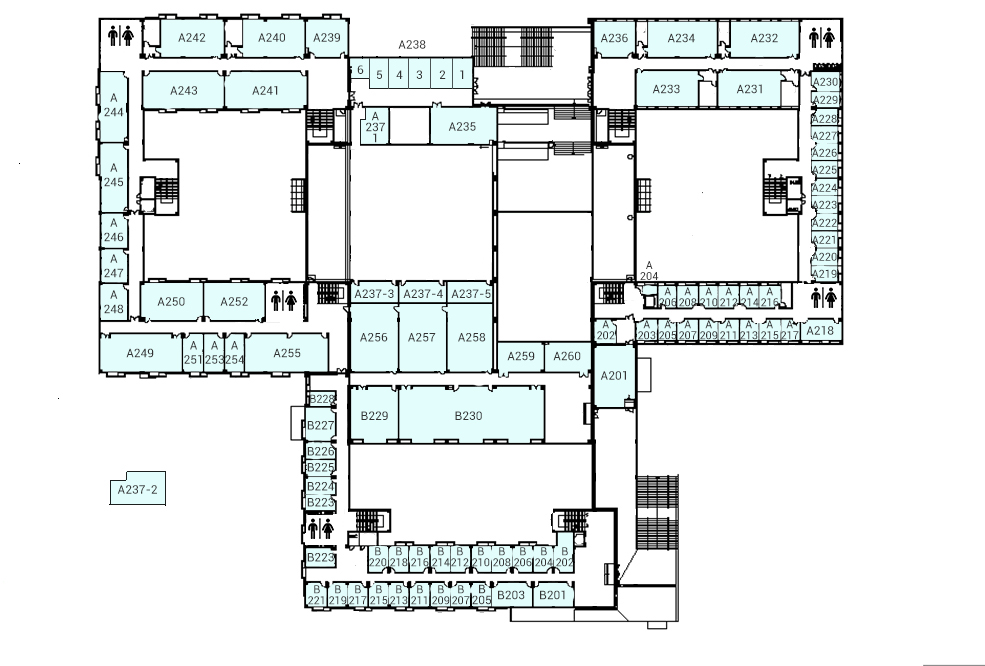 A242
A240
A239
A238
A236
A234
A232
6
5
4
3
2
1
A243
A241
A233
A231
A230
A229
A
244
A
237
1
A235
A228
A227
A226
A
245
A225
A224
A223
A
246
A222
A221
A
247
A220
A
204
A219
A
248
A250
A252
A237-3
A237-4
A237-5
A
206
A
208
A
210
A
212
A
214
A
216
A
202
A
203
A
205
A
207
A
209
A
211
A
213
A
215
A
217
A218
A249
A
251
A
253
A
254
A255
A256
A257
A258
A259
A260
A201
B228
B229
B230
B227
B226
B225
B224
B223
A237-2
B223
B
220
B
218
B
216
B
214
B
212
B
210
B
208
B
206
B
204
B
202
B
221
B
219
B
217
B
215
B
213
B
211
B
209
B
207
B
205
B203
B201